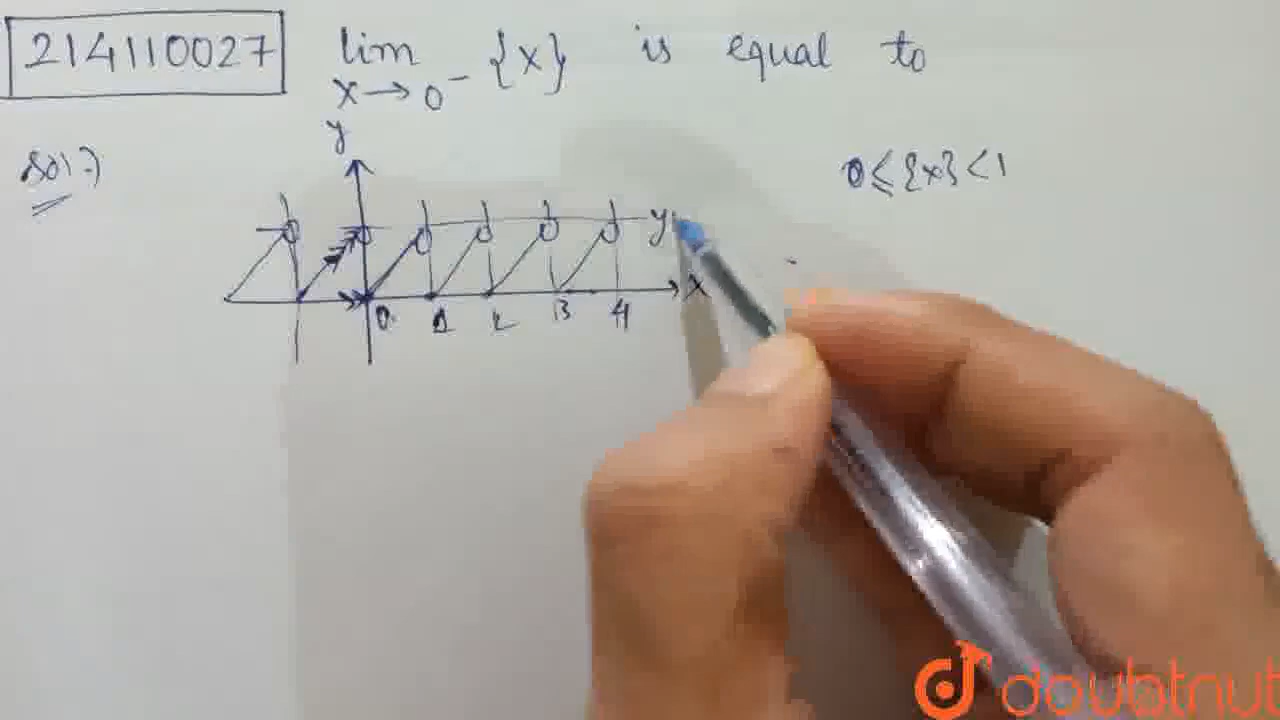 214110027 lim {x} is equal to
x → 0⁻
Sol:-)
y
0 ≤ {x} < 1
y
x
0 1 2 3 4
doubtnut